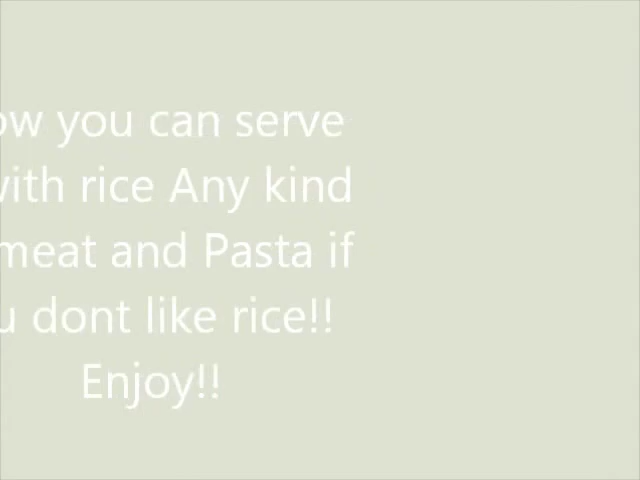 ow you can serve
with rice Any kind
meat and Pasta if
u dont like rice!!
Enjoy!!